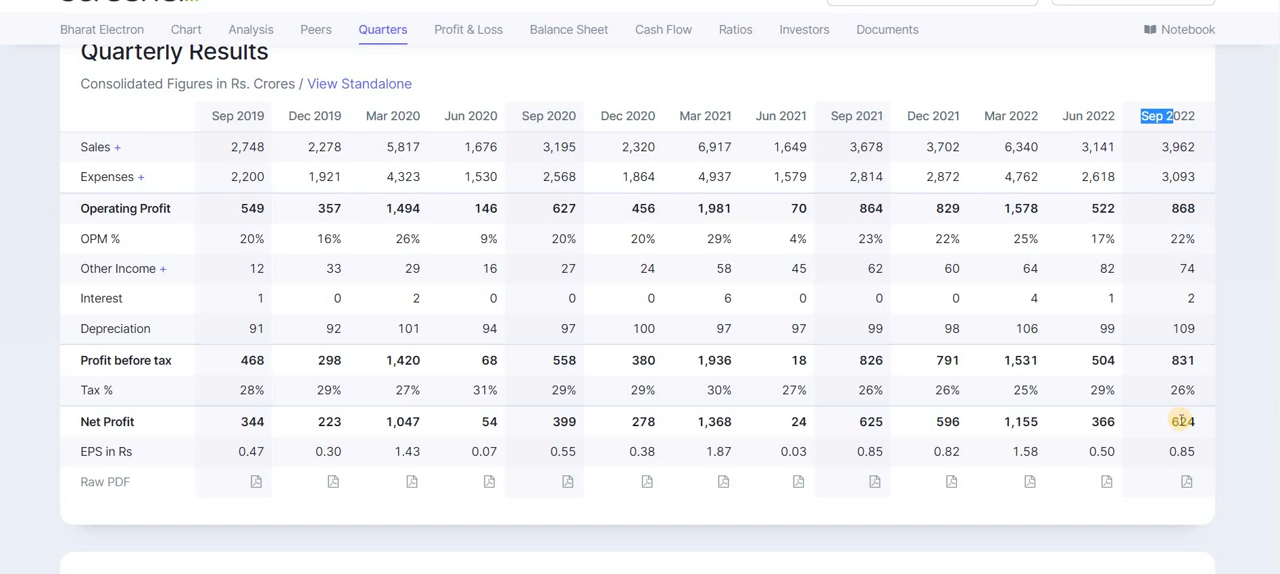 Bharat Electron Chart Analysis Peers Quarters Profit & Loss Balance Sheet Cash Flow Ratios Investors Documents Notebook
Quarterly Results
Consolidated Figures in Rs. Crores / View Standalone
Sep 2019 Dec 2019 Mar 2020 Jun 2020 Sep 2020 Dec 2020 Mar 2021 Jun 2021 Sep 2021 Dec 2021 Mar 2022 Jun 2022 Sep 2022
Sales + 2,748 2,278 5,817 1,676 3,195 2,320 6,917 1,649 3,678 3,702 6,340 3,141 3,962
Expenses + 2,200 1,921 4,323 1,530 2,568 1,864 4,937 1,579 2,814 2,872 4,762 2,618 3,093
Operating Profit 549 357 1,494 146 627 456 1,981 70 864 829 1,578 522 868
OPM % 20% 16% 26% 9% 20% 20% 29% 4% 23% 22% 25% 17% 22%
Other Income + 12 33 29 16 27 24 58 45 62 60 64 82 74
Interest 1 0 2 0 0 0 6 0 0 0 4 1 2
Depreciation 91 92 101 94 97 100 97 97 99 98 106 99 109
Profit before tax 468 298 1,420 68 558 380 1,936 18 826 791 1,531 504 831
Tax % 28% 29% 27% 31% 29% 29% 30% 27% 26% 26% 25% 29% 26%
Net Profit 344 223 1,047 54 399 278 1,368 24 625 596 1,155 366 624
EPS in Rs 0.47 0.30 1.43 0.07 0.55 0.38 1.87 0.03 0.85 0.82 1.58 0.50 0.85
Raw PDF